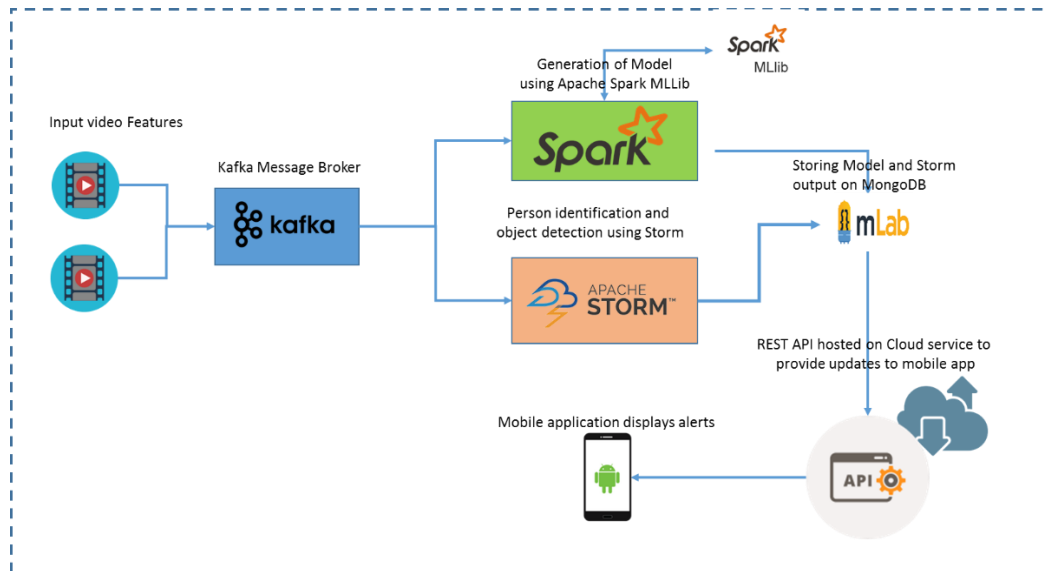 Spark
MLlib
Generation of Model
using Apache Spark MLLib
Input video Features
Spark
Kafka Message Broker
Storing Model and Storm
output on MongoDB
kafka
Person identification and
object detection using Storm
mLab
APACHE
STORM™
REST API hosted on Cloud service to
provide updates to mobile app
Mobile application displays alerts
API